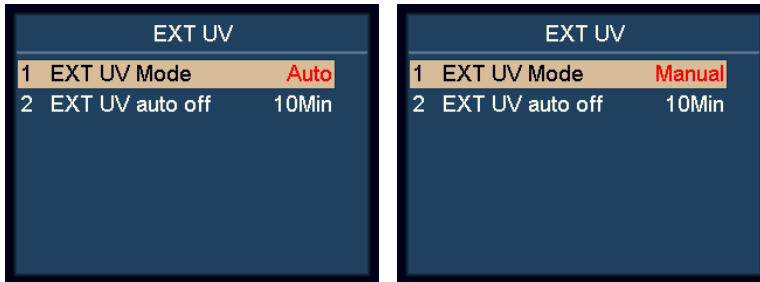 EXT UV
1 EXT UV Mode Auto
2 EXT UV auto off 10Min
EXT UV
1 EXT UV Mode Manual
2 EXT UV auto off 10Min